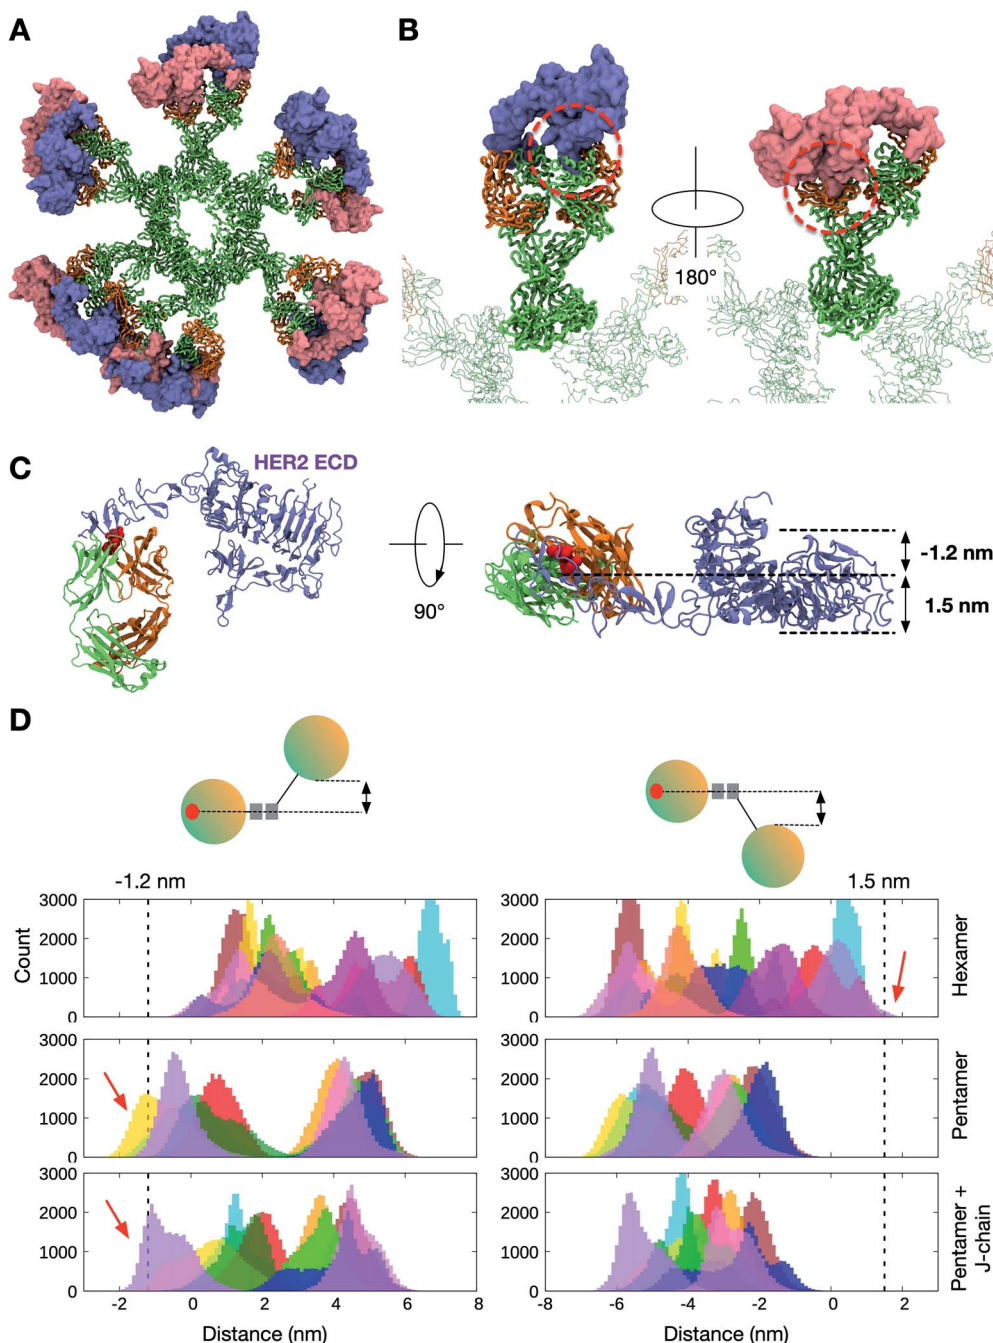 A
B
180°
C
HER2 ECD
90°
-1.2 nm
1.5 nm
D
-1.2 nm
1.5 nm
Count
3000
2000
1000
0
3000
2000
1000
0
Hexamer
3000
2000
1000
0
3000
2000
1000
0
Pentamer
3000
2000
1000
0
3000
2000
1000
0
Pentamer +
J-chain
-2 0 2 4 6 8
-8 -6 -4 -2 0 2
Distance (nm)
Distance (nm)